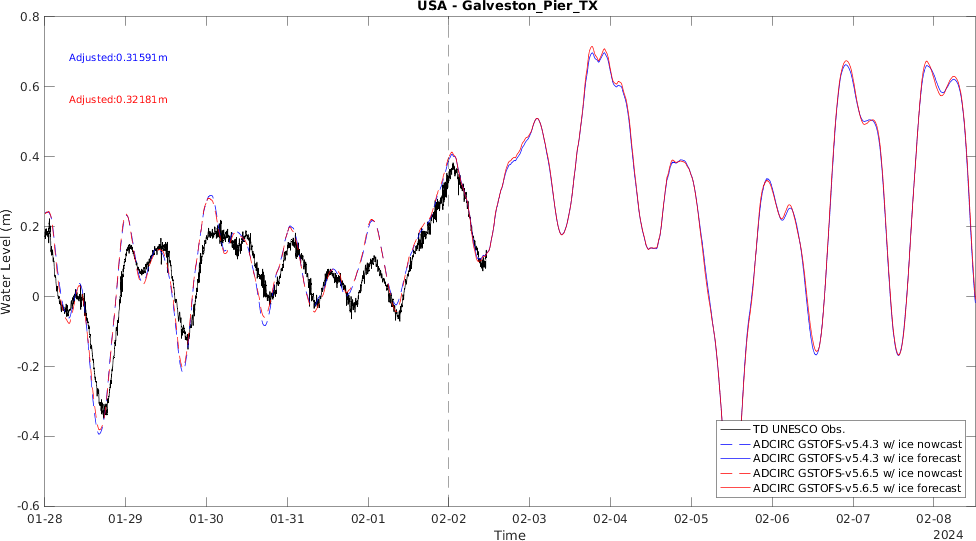 USA - Galveston_Pier_TX
Adjusted:0.31591m
Adjusted:0.32181m
Water Level (m)
0.8
0.6
0.4
0.2
0
-0.2
-0.4
-0.6
TD UNESCO Obs.
ADCIRC GSTOFS-v5.4.3 w/ ice nowcast
ADCIRC GSTOFS-v5.4.3 w/ ice forecast
ADCIRC GSTOFS-v5.6.5 w/ ice nowcast
ADCIRC GSTOFS-v5.6.5 w/ ice forecast
01-28 01-29 01-30 01-31 02-01 02-02 02-03 02-04 02-05 02-06 02-07 02-08
Time
2024